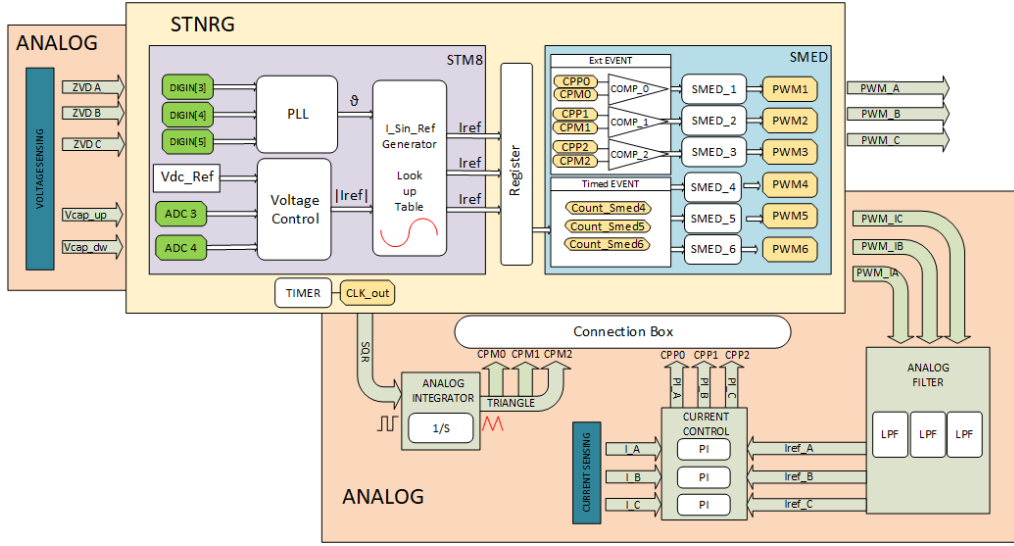 STNRG
ANALOG
VOLTAGESENSING
ZVD A
ZVD B
ZVD C
Vcap_up
Vcap_dw
STM8
DIGIN[3]
DIGIN[4]
DIGIN[5]
PLL
ϑ
Vdc_Ref
ADC 3
ADC 4
Voltage
Control
|Iref|
I_Sin_Ref
Generator
Look
up
Table
Iref
Iref
Iref
Register
TIMER
CLK_out
SMED
Ext EVENT
CPP0
CPM0
COMP_0
CPP1
CPM1
COMP_1
CPP2
CPM2
COMP_2
Timed EVENT
Count_Smed4
Count_Smed5
Count_Smed6
SMED_1
SMED_2
SMED_3
SMED_4
SMED_5
SMED_6
PWM1
PWM2
PWM3
PWM4
PWM5
PWM6
PWM_A
PWM_B
PWM_C
PWM_IC
PWM_IB
PWM_IA
Connection Box
SQR
CPM0
CPM1
CPM2
ANALOG
INTEGRATOR
1/S
TRIANGLE
CPP0
CPP1
CPP2
PI_A
PI_B
PI_C
CURRENT
CONTROL
PI
PI
PI
CURRENT SENSING
I_A
I_B
I_C
Iref_A
Iref_B
Iref_C
ANALOG
FILTER
LPF
LPF
LPF
ANALOG